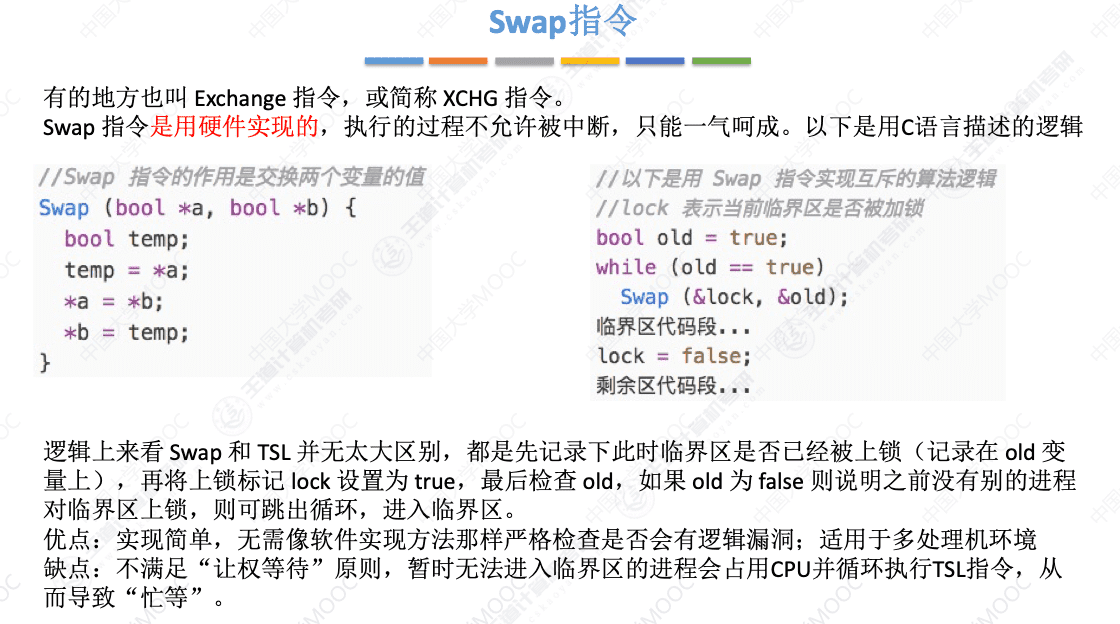 Swap指令
有的地方也叫 Exchange 指令，或简称 XCHG 指令。
Swap 指令是用硬件实现的，执行的过程不允许被中断，只能一气呵成。以下是用C语言描述的逻辑
//Swap 指令的作用是交换两个变量的值
Swap (bool *a, bool *b) {
bool temp;
temp = *a;
*a = *b;
*b = temp;
}
//以下是用 Swap 指令实现互斥的算法逻辑
//lock 表示当前临界区是否被加锁
bool old = true;
while (old == true)
Swap (&lock, &old);
临界区代码段...
lock = false;
剩余区代码段...
逻辑上来看 Swap 和 TSL 并无太大区别，都是先记录下此时临界区是否已经被上锁（记录在 old 变
量上），再将上锁标记 lock 设置为 true，最后检查 old，如果 old 为 false 则说明之前没有别的进程
对临界区上锁，则可跳出循环，进入临界区。
优点：实现简单，无需像软件实现方法那样严格检查是否会有逻辑漏洞；适用于多处理机环境
缺点：不满足“让权等待”原则，暂时无法进入临界区的进程会占用CPU并循环执行TSL指令，从
而导致“忙等”。